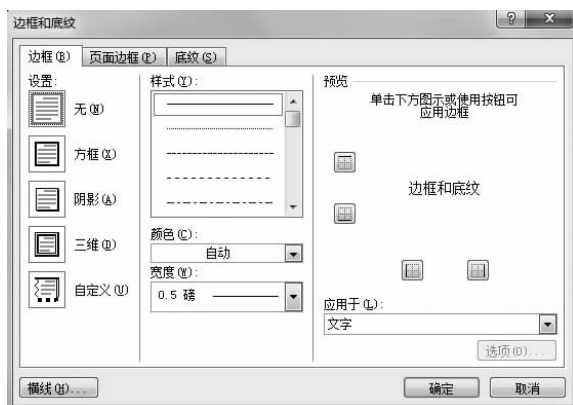 边框和底纹
边框(B) 页面边框(P) 底纹(S)
设置:
无(N)
方框(X)
阴影(A)
三维(D)
自定义(U)
样式(Y):
颜色(C):
自动
宽度(W):
0.5 磅
预览
单击下方图示或使用按钮可
应用边框
边框和底纹
应用于(L):
文字
选项(O)...
横线(H)...
确定 取消